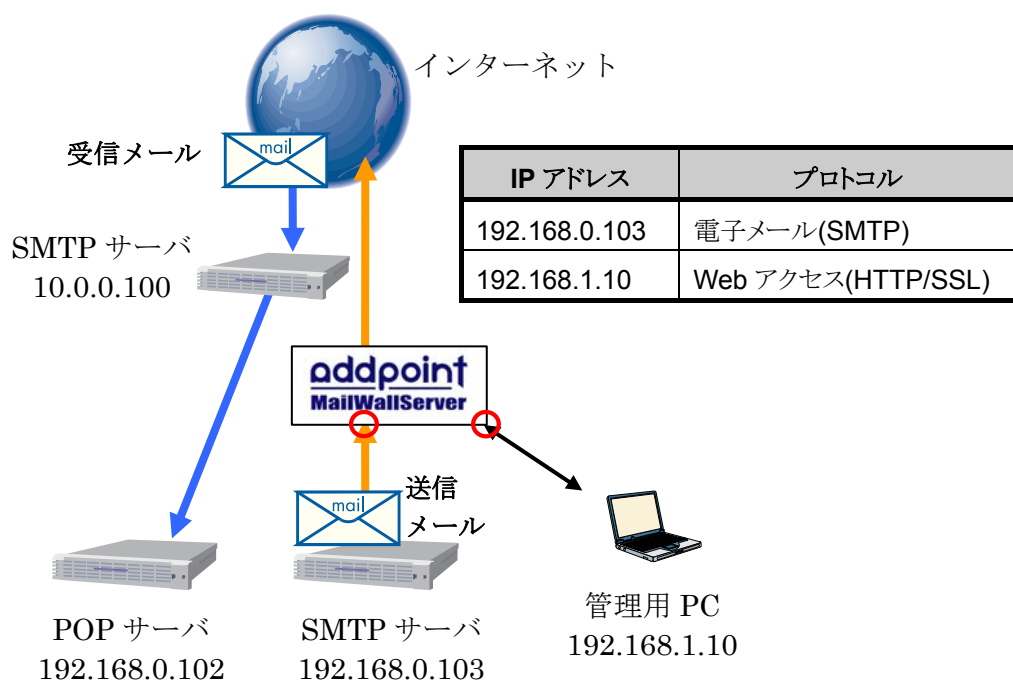 インターネット
受信メール
mail
IP アドレス
プロトコル
192.168.0.103
電子メール(SMTP)
192.168.1.10
Web アクセス(HTTP/SSL)
SMTP サーバ
10.0.0.100
addpoint
MailWallServer
送信
メール
mail
POP サーバ
192.168.0.102
SMTP サーバ
192.168.0.103
管理用 PC
192.168.1.10